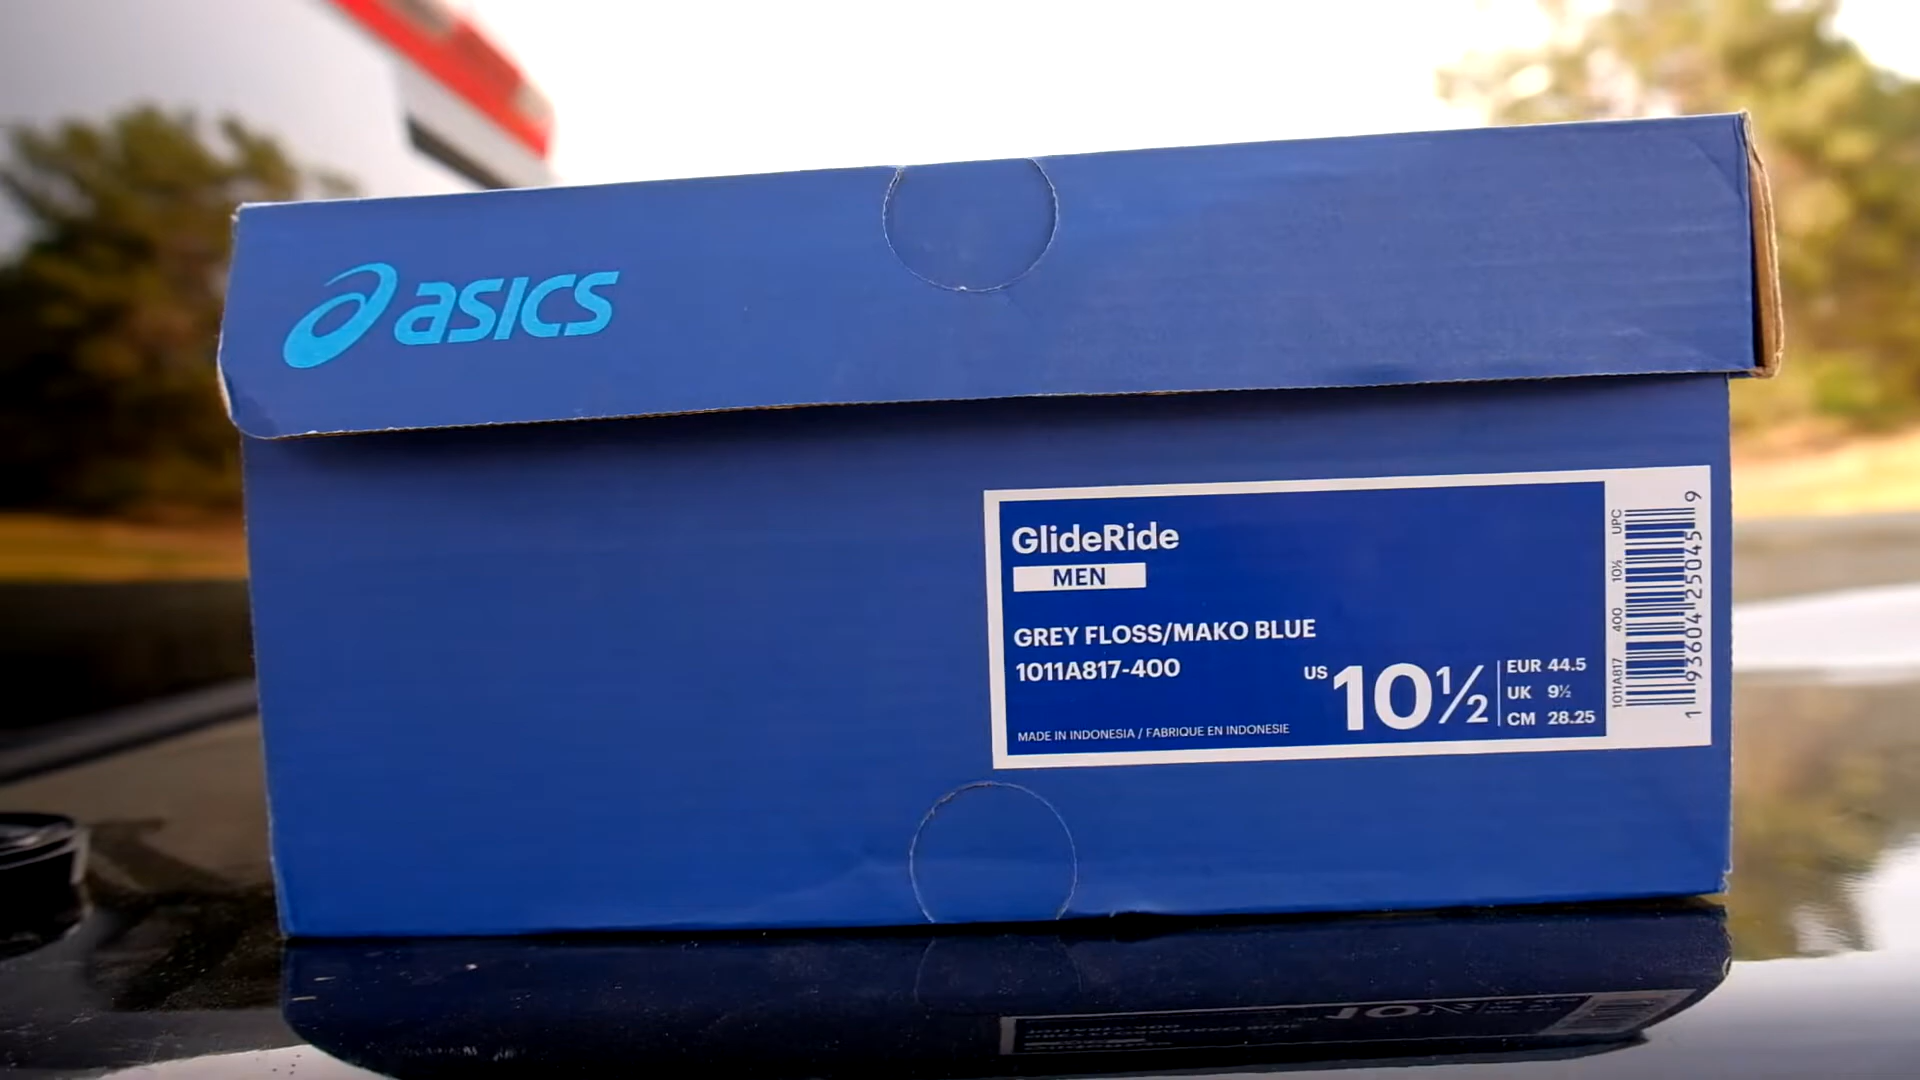 asics
GlideRide
MEN
GREY FLOSS/MAKO BLUE
1011A817-400
MADE IN INDONESIA / FABRIQUE EN INDONESIE
US 10½
EUR 44.5
UK 9½
CM 28.25
1011A817 400 10½ UPC
1 93604 25045 9